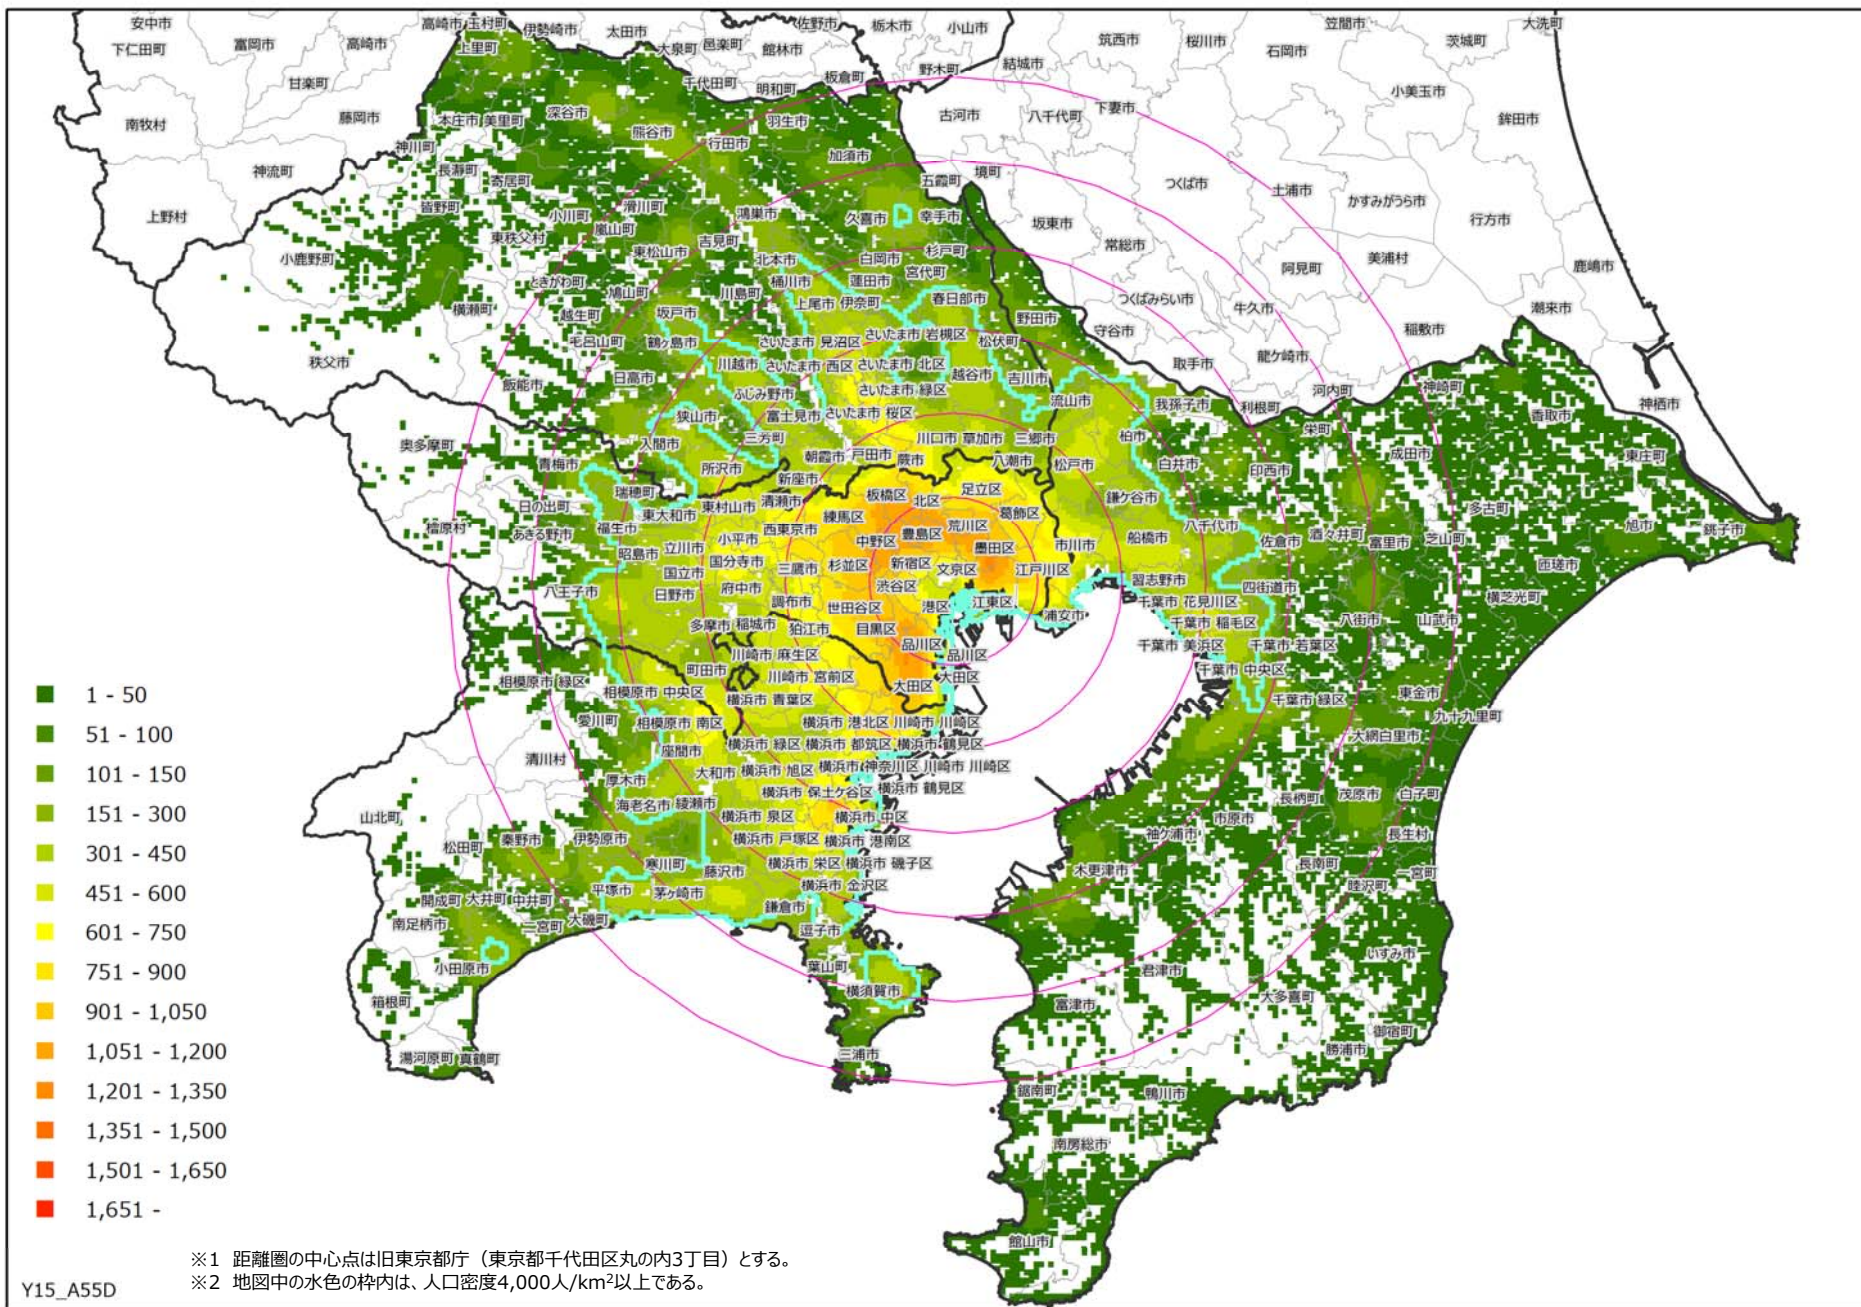 安中市 高崎市 玉村町 伊勢崎市 太田市 佐野市 栃木市 小山市 笠間市 大洗町
下仁田町 富岡市 高崎市 上里町 大泉町 邑楽町 館林市 結城市 筑西市 桜川市 石岡市 茨城町
甘楽町 千代田町 明和町 板倉町 野木町 小美玉市
南牧村 藤岡市 本庄市 美里町 深谷市 熊谷市 行田市 羽生市 古河市 八千代町 下妻市 鉾田市
神流町 神川町 長瀞町 寄居町 加須市 五霞町 境町 つくば市 土浦市 かすみがうら市
上野村 皆野町 小川町 滑川町 鴻巣市 久喜市 幸手市 坂東市 行方市
小鹿野町 東秩父村 嵐山町 東松山市 吉見町 北本市 白岡市 杉戸町 常総市 阿見町 美浦村 鹿嶋市
横瀬町 ときがわ町 鳩山町 川島町 桶川市 蓮田市 宮代町
越生町 坂戸市 上尾市 伊奈町 春日部市 野田市 つくばみらい市 牛久市 稲敷市 潮来市
秩父市 毛呂山町 鶴ヶ島市 さいたま市 見沼区 さいたま市 岩槻区 松伏町 守谷市
飯能市 日高市 川越市 さいたま市 西区 さいたま市 北区 越谷市 吉川市 取手市 龍ケ崎市
ふじみ野市 さいたま市 緑区 流山市 我孫子市 利根町 河内町 神崎町 香取市 神栖市
奥多摩町 狭山市 富士見市 さいたま市 桜区
青梅市 入間市 三芳町 川口市 草加市 三郷市 柏市 栄町 成田市 東庄町
所沢市 朝霞市 戸田市 蕨市 八潮市 松戸市 白井市 印西市
瑞穂町 新座市
檜原村 日の出町 東大和市 東村山市 清瀬市 板橋区 北区 足立区 鎌ケ谷市 多古町
あきる野市 福生市 西東京市 練馬区 豊島区 荒川区 葛飾区 八千代市 旭市 銚子市
昭島市 立川市 小平市 中野区 墨田区 市川市 船橋市 佐倉市 酒々井町 富里市 芝山町
国立市 国分寺市 三鷹市 杉並区 新宿区 文京区 江戸川区 習志野市 匝瑳市
八王子市 日野市 府中市 調布市 渋谷区 四街道市 横芝光町
世田谷区 港区 江東区 浦安市 千葉市 花見川区
多摩市 稲城市 狛江市 目黒区 千葉市 稲毛区 八街市 山武市
川崎市 麻生区 品川区 品川区 千葉市 美浜区 千葉市 若葉区
相模原市 緑区 町田市 川崎市 宮前区 大田区 大田区 千葉市 中央区
相模原市 中央区 横浜市 青葉区 千葉市 緑区 東金市
愛川町 相模原市 南区 横浜市 港北区 川崎市 川崎区 九十九里町
清川村 座間市 横浜市 緑区 横浜市 都筑区 横浜市 鶴見区 大網白里市
厚木市 大和市 横浜市 旭区 横浜市 神奈川区 川崎市 川崎区
海老名市 綾瀬市 横浜市 保土ケ谷区 横浜市 鶴見区 長柄町 茂原市 白子町
山北町 横浜市 泉区 横浜市 中区 市原市
松田町 秦野市 伊勢原市 横浜市 戸塚区 横浜市 港南区 袖ケ浦市 長生村
寒川町 藤沢市 横浜市 栄区 横浜市 磯子区 木更津市 長南町 一宮町
開成町 大井町 中井町 平塚市 茅ヶ崎市 横浜市 金沢区 睦沢町
南足柄市 二宮町 大磯町 鎌倉市
逗子市
小田原市 葉山町 君津市 いすみ市
箱根町 横須賀市 富津市 大多喜町
湯河原町 真鶴町 三浦市 御宿町
勝浦市
鋸南町 鴨川市
南房総市
館山市
1 - 50
51 - 100
101 - 150
151 - 300
301 - 450
451 - 600
601 - 750
751 - 900
901 - 1,050
1,051 - 1,200
1,201 - 1,350
1,351 - 1,500
1,501 - 1,650
1,651 -
※1 距離圏の中心点は旧東京都庁（東京都千代田区丸の内3丁目）とする。
※2 地図中の水色の枠内は、人口密度4,000人/km²以上である。
Y15_A55D